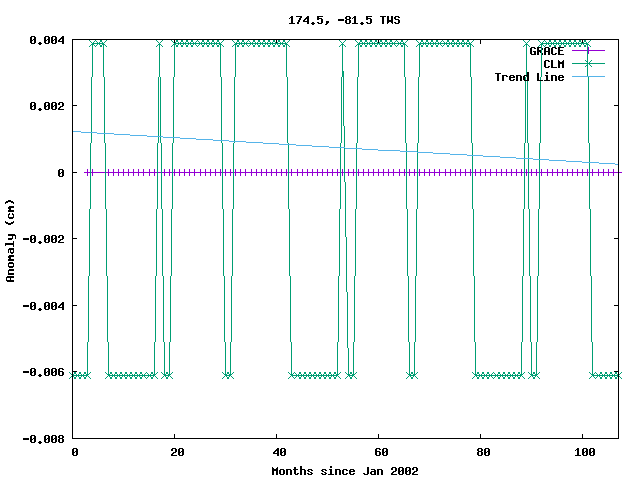 174.5, -81.5 TWS
0.004
GRACE
CLM
Trend Line
0.002
0
-0.002
Anomaly (cm)
-0.004
-0.006
-0.008
0 20 40 60 80 100
Months since Jan 2002